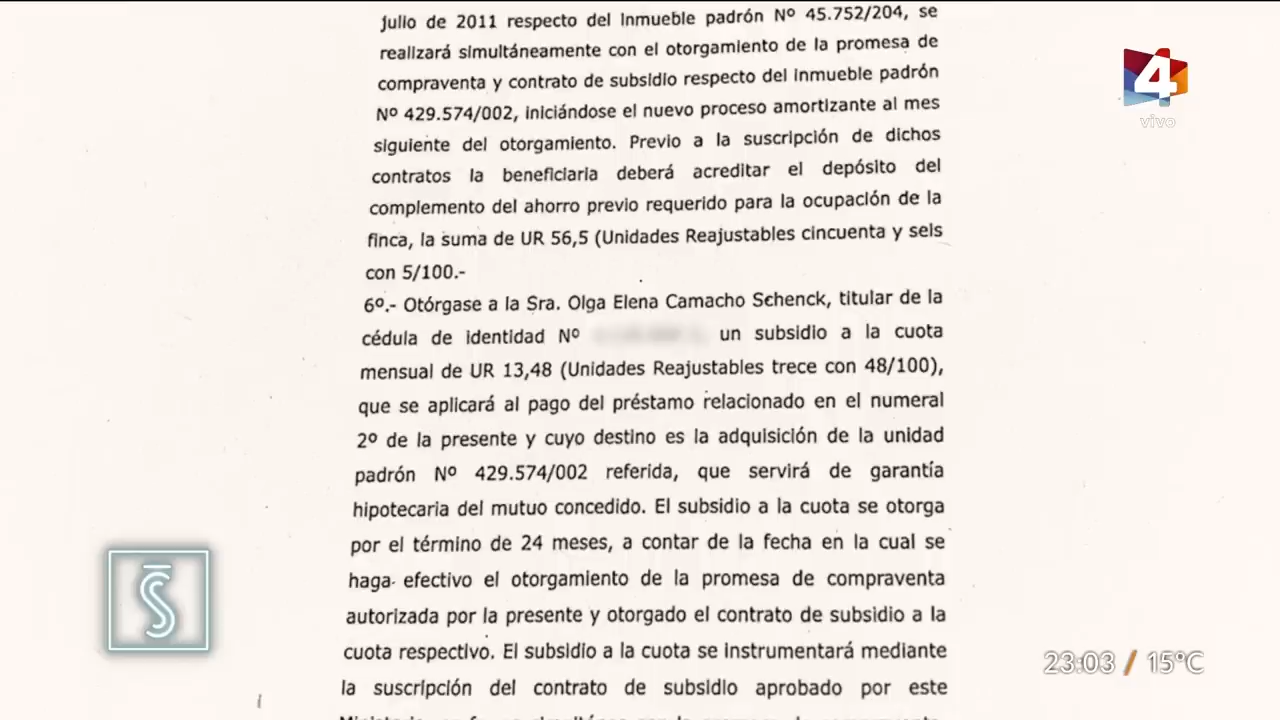 julio de 2011 respecto del inmueble padrón Nº 45.752/204, se
realizará simultáneamente con el otorgamiento de la promesa de
compraventa y contrato de subsidio respecto del inmueble padrón
Nº 429.574/002, iniciándose el nuevo proceso amortizante al mes
siguiente del otorgamiento. Previo a la suscripción de dichos
contratos la beneficiaria deberá acreditar el depósito del
complemento del ahorro previo requerido para la ocupación de la
finca, la suma de UR 56,5 (Unidades Reajustables cincuenta y seis
con 5/100.-
6º.- Otórgase a la Sra. Olga Elena Camacho Schenck, titular de la
cédula de identidad Nº un subsidio a la cuota
mensual de UR 13,48 (Unidades Reajustables trece con 48/100),
que se aplicará al pago del préstamo relacionado en el numeral
2º de la presente y cuyo destino es la adquisición de la unidad
padrón Nº 429.574/002 referida, que servirá de garantía
hipotecaria del mutuo concedido. El subsidio a la cuota se otorga
por el término de 24 meses, a contar de la fecha en la cual se
haga efectivo el otorgamiento de la promesa de compraventa
autorizada por la presente y otorgado el contrato de subsidio a la
cuota respectivo. El subsidio a la cuota se instrumentará mediante
la suscripción del contrato de subsidio aprobado por este
4
vivo
S
23:03 / 15ºC